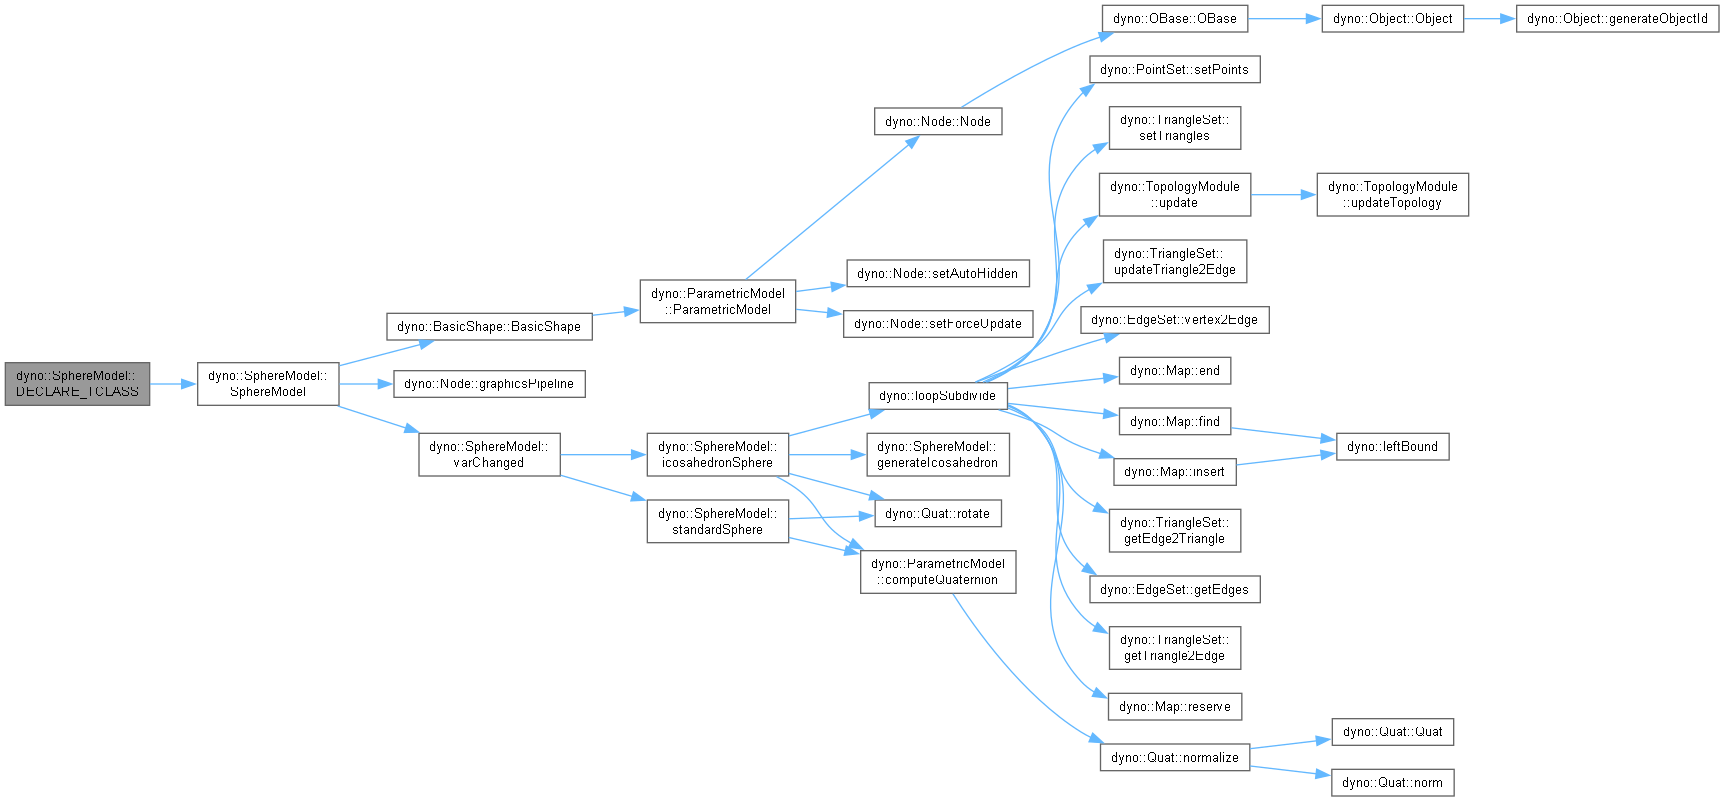 dyno::SphereModel::
DECLARE_TCLASS
dyno::SphereModel::
SphereModel
dyno::BasicShape::BasicShape
dyno::Node::graphicsPipeline
dyno::SphereModel::
varChanged
dyno::ParametricModel
::ParametricModel
dyno::SphereModel::
icosahedronSphere
dyno::SphereModel::
standardSphere
dyno::Node::Node
dyno::Node::setAutoHidden
dyno::Node::setForceUpdate
dyno::loopSubdivide
dyno::SphereModel::
generateIcosahedron
dyno::Quat::rotate
dyno::ParametricModel
::computeQuaternion
dyno::OBase::OBase
dyno::PointSet::setPoints
dyno::TriangleSet::
setTriangles
dyno::TopologyModule
::update
dyno::TriangleSet::
updateTriangle2Edge
dyno::EdgeSet::vertex2Edge
dyno::Map::end
dyno::Map::find
dyno::Map::insert
dyno::TriangleSet::
getEdge2Triangle
dyno::EdgeSet::getEdges
dyno::TriangleSet::
getTriangle2Edge
dyno::Map::reserve
dyno::Quat::normalize
dyno::Object::Object
dyno::TopologyModule
::updateTopology
dyno::leftBound
dyno::Quat::Quat
dyno::Quat::norm
dyno::Object::generateObjectId